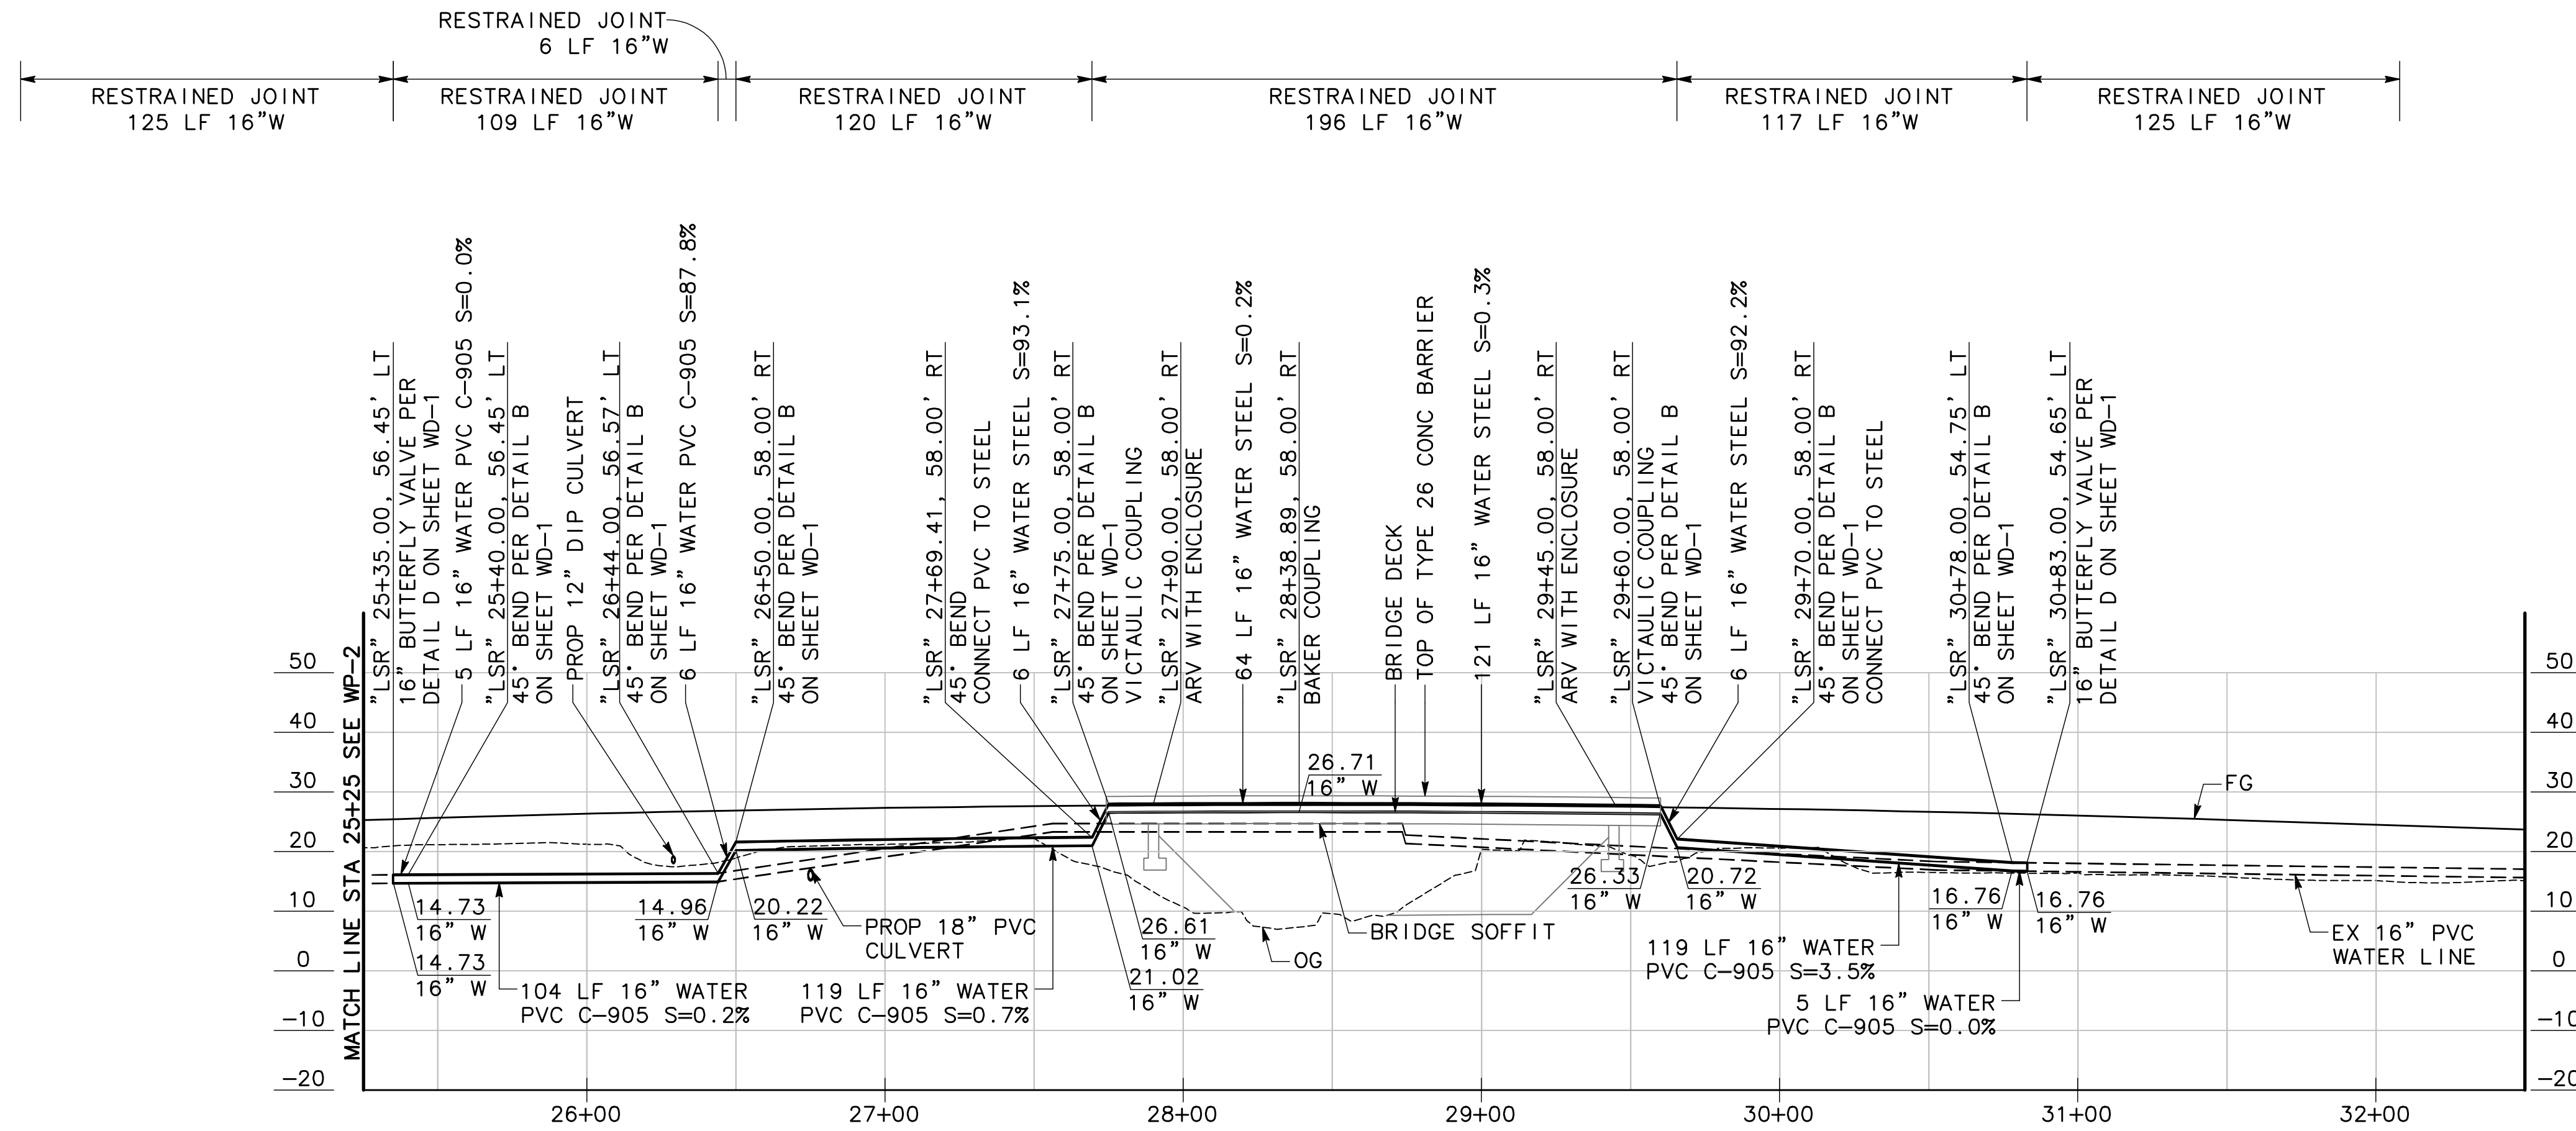 RESTRAINED JOINT
6 LF 16”W
RESTRAINED JOINT
125 LF 16”W
RESTRAINED JOINT
109 LF 16”W
RESTRAINED JOINT
120 LF 16”W
RESTRAINED JOINT
196 LF 16”W
RESTRAINED JOINT
117 LF 16”W
RESTRAINED JOINT
125 LF 16”W
”LSR” 25+35.00, 56.45’ LT
16” BUTTERFLY VALVE PER
DETAIL D ON SHEET WD–1
5 LF 16” WATER PVC C–905 S=0.0%
”LSR” 25+40.00, 56.45’ LT
45° BEND PER DETAIL B
ON SHEET WD–1
PROP 12” DIP CULVERT
”LSR” 26+44.00, 56.57’ LT
45° BEND PER DETAIL B
ON SHEET WD–1
6 LF 16” WATER PVC C–905 S=87.8%
”LSR” 26+50.00, 58.00’ RT
45° BEND PER DETAIL B
ON SHEET WD–1
”LSR” 27+69.41, 58.00’ RT
45° BEND
CONNECT PVC TO STEEL
6 LF 16” WATER STEEL S=93.1%
”LSR” 27+75.00, 58.00’ RT
45° BEND PER DETAIL B
ON SHEET WD–1
VICTAULIC COUPLING
”LSR” 27+90.00, 58.00’ RT
ARV WITH ENCLOSURE
64 LF 16” WATER STEEL S=0.2%
”LSR” 28+38.89, 58.00’ RT
BAKER COUPLING
BRIDGE DECK
TOP OF TYPE 26 CONC BARRIER
121 LF 16” WATER STEEL S=0.3%
”LSR” 29+45.00, 58.00’ RT
ARV WITH ENCLOSURE
”LSR” 29+60.00, 58.00’ RT
VICTAULIC COUPLING
45° BEND PER DETAIL B
ON SHEET WD–1
6 LF 16” WATER STEEL S=92.2%
”LSR” 29+70.00, 58.00’ RT
45° BEND PER DETAIL B
ON SHEET WD–1
CONNECT PVC TO STEEL
”LSR” 30+78.00, 54.75’ LT
45° BEND PER DETAIL B
ON SHEET WD–1
”LSR” 30+83.00, 54.65’ LT
16” BUTTERFLY VALVE PER
DETAIL D ON SHEET WD–1
MATCH LINE STA 25+25 SEE WP–2
50
40
30
20
10
0
–10
–20
50
40
30
20
10
0
–10
–20
26.71
16” W
FG
14.73
16” W
14.73
16” W
14.96
16” W
20.22
16” W
PROP 18” PVC
CULVERT
26.61
16” W
21.02
16” W
OG
BRIDGE SOFFIT
26.33
16” W
20.72
16” W
16.76
16” W
16.76
16” W
EX 16” PVC
WATER LINE
104 LF 16” WATER
PVC C–905 S=0.2%
119 LF 16” WATER
PVC C–905 S=0.7%
119 LF 16” WATER
PVC C–905 S=3.5%
5 LF 16” WATER
PVC C–905 S=0.0%
26+00
27+00
28+00
29+00
30+00
31+00
32+00